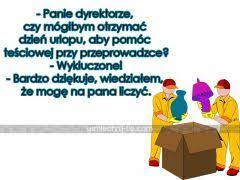 - Panie dyrektorze,
czy mógłbym otrzymać
dzień urlopu, aby pomóc
teściowej przy przeprowadzce?
- Wykluczone!
- Bardzo dziękuje, wiedziałem,
że mogę na pana liczyć.